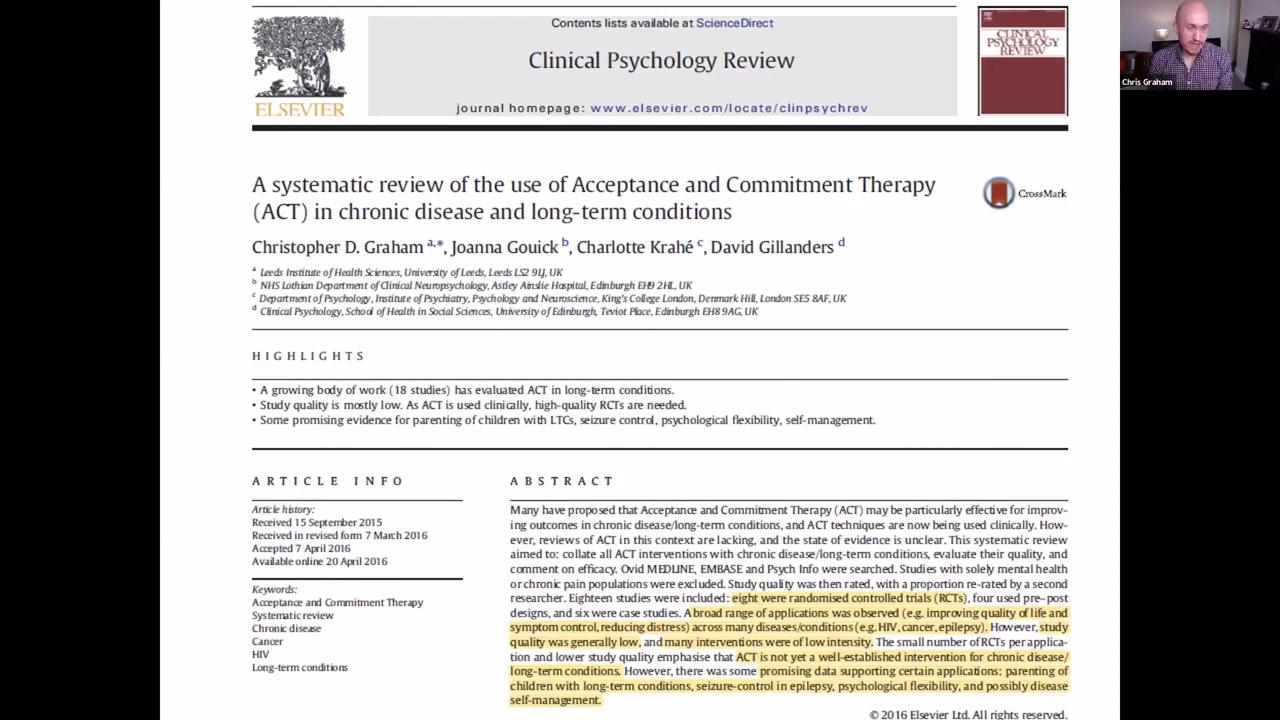 Contents lists available at ScienceDirect
Clinical Psychology Review
journal homepage: www.elsevier.com/locate/clinpsychrev
ELSEVIER
CLINICAL
PSYCHOLOGY
REVIEW
Chris Graham
A systematic review of the use of Acceptance and Commitment Therapy
(ACT) in chronic disease and long-term conditions
CrossMark
Christopher D. Graham a,*, Joanna Gouick b, Charlotte Krahé c, David Gillanders d
a Leeds Institute of Health Sciences, University of Leeds, Leeds LS2 9LJ, UK
b NHS Lothian Department of Clinical Neuropsychology, Astley Ainslie Hospital, Edinburgh EH9 2HL, UK
c Department of Psychology, Institute of Psychiatry, Psychology and Neuroscience, King's College London, Denmark Hill, London SE5 8AF, UK
d Clinical Psychology, School of Health in Social Sciences, University of Edinburgh, Teviot Place, Edinburgh EH8 9AG, UK
HIGHLIGHTS
• A growing body of work (18 studies) has evaluated ACT in long-term conditions.
• Study quality is mostly low. As ACT is used clinically, high-quality RCTs are needed.
• Some promising evidence for parenting of children with LTCs, seizure control, psychological flexibility, self-management.
ARTICLE INFO
Article history:
Received 15 September 2015
Received in revised form 7 March 2016
Accepted 7 April 2016
Available online 20 April 2016
Keywords:
Acceptance and Commitment Therapy
Systematic review
Chronic disease
Cancer
HIV
Long-term conditions
ABSTRACT
Many have proposed that Acceptance and Commitment Therapy (ACT) may be particularly effective for improv-
ing outcomes in chronic disease/long-term conditions, and ACT techniques are now being used clinically. How-
ever, reviews of ACT in this context are lacking, and the state of evidence is unclear. This systematic review
aimed to: collate all ACT interventions with chronic disease/long-term conditions, evaluate their quality, and
comment on efficacy. Ovid MEDLINE, EMBASE and Psych Info were searched. Studies with solely mental health
or chronic pain populations were excluded. Study quality was then rated, with a proportion re-rated by a second
researcher. Eighteen studies were included: eight were randomised controlled trials (RCTs), four used pre–post
designs, and six were case studies. A broad range of applications was observed (e.g. improving quality of life and
symptom control, reducing distress) across many diseases/conditions (e.g. HIV, cancer, epilepsy). However, study
quality was generally low, and many interventions were of low intensity. The small number of RCTs per applica-
tion and lower study quality emphasise that ACT is not yet a well-established intervention for chronic disease/
long-term conditions. However, there was some promising data supporting certain applications: parenting of
children with long-term conditions, seizure-control in epilepsy, psychological flexibility, and possibly disease
self-management.
© 2016 Elsevier Ltd. All rights reserved.